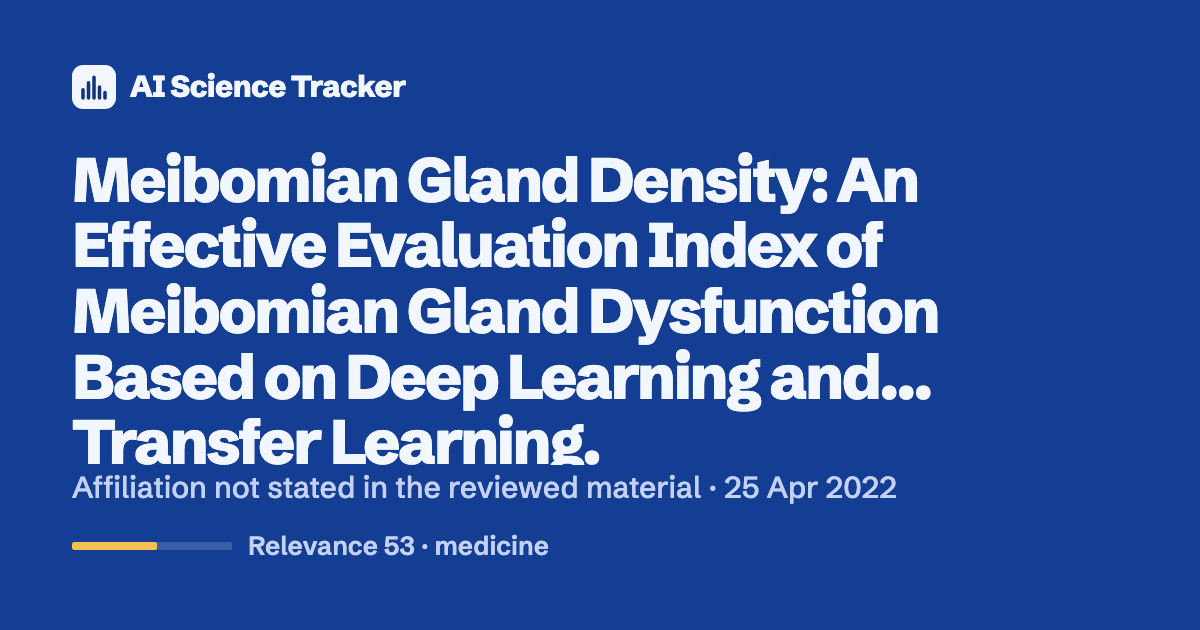 AI Science Tracker
Meibomian Gland Density: An
Effective Evaluation Index of
Meibomian Gland Dysfunction
Based on Deep Learning and...
Transfer Learning.
Affiliation not stated in the reviewed material · 25 Apr 2022
Relevance 53 · medicine